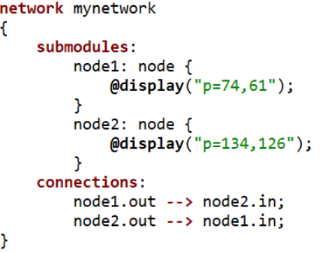 network mynetwork
{
    submodules:
        node1: node {
            @display("p=74,61");
        }
        node2: node {
            @display("p=134,126");
        }
    connections:
        node1.out --> node2.in;
        node2.out --> node1.in;
}